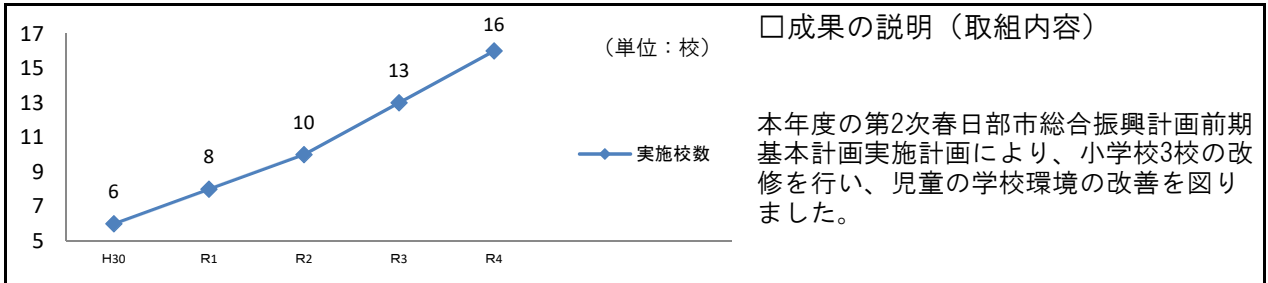 17
15
13
11
9
7
5
6
8
10
13
16
(単位:校)
実施校数
H30
R1
R2
R3
R4
□成果の説明(取組内容)
本年度の第2次春日部市総合振興計画前期
基本計画実施計画により、小学校3校の改
修を行い、児童の学校環境の改善を図り
ました。